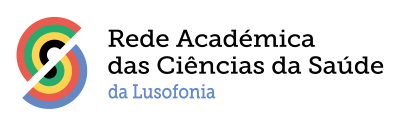 Rede Académica
das Ciências da Saúde
da Lusofonia